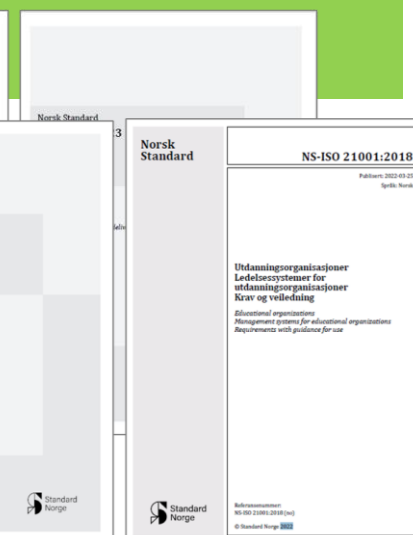 Norsk Standard
3
Norsk
Standard
NS-ISO 21001:2018
Publisert: 2022-03-25
Språk: Norsk
Utdanningsorganisasjoner
Ledelsessystemer for
utdanningsorganisasjoner
Krav og veiledning
Educational organizations
Management systems for educational organizations
Requirements with guidance for use
Standard
Norge
Standard
Norge
Referansenummer:
NS-ISO 21001:2018 (no)
© Standard Norge 2022